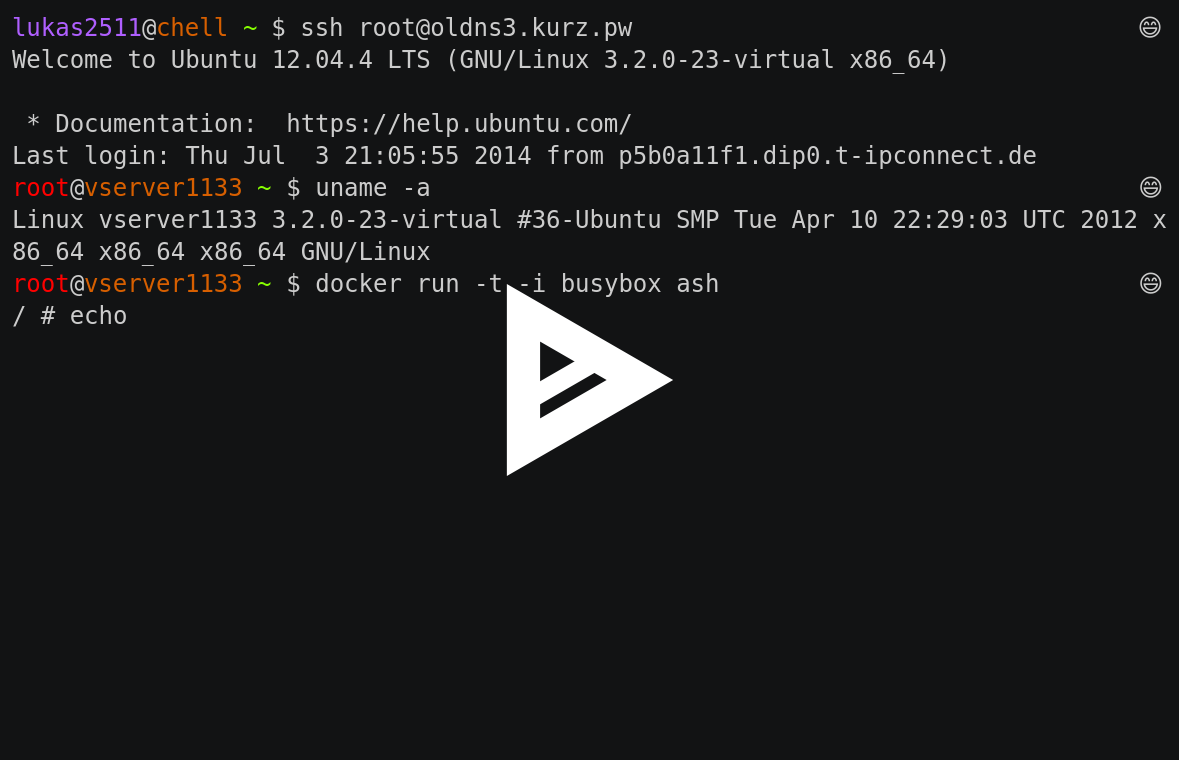 lukas2511@chell ~ $ ssh root@oldns3.kurz.pw 😄
Welcome to Ubuntu 12.04.4 LTS (GNU/Linux 3.2.0-23-virtual x86_64)
 * Documentation:  https://help.ubuntu.com/
Last login: Thu Jul  3 21:05:55 2014 from p5b0a11f1.dip0.t-ipconnect.de
root@vserver1133 ~ $ uname -a 😄
Linux vserver1133 3.2.0-23-virtual #36-Ubuntu SMP Tue Apr 10 22:29:03 UTC 2012 x
86_64 x86_64 x86_64 GNU/Linux
root@vserver1133 ~ $ docker run -t -i busybox ash 😄
/ # echo